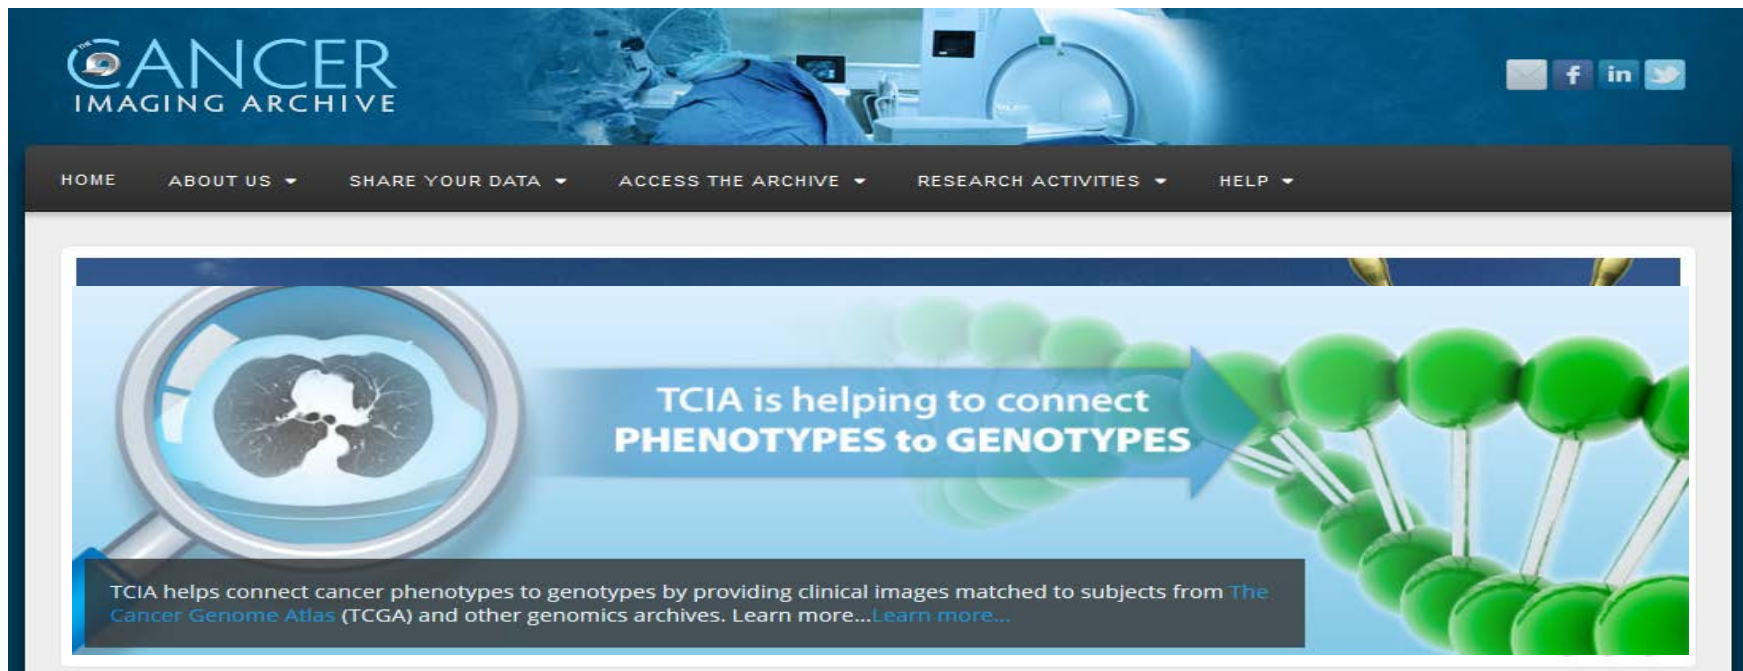 THE CANCER
IMAGING ARCHIVE
f in
HOME ABOUT US SHARE YOUR DATA ACCESS THE ARCHIVE RESEARCH ACTIVITIES HELP
TCIA is helping to connect
PHENOTYPES to GENOTYPES
TCIA helps connect cancer phenotypes to genotypes by providing clinical images matched to subjects from The
Cancer Genome Atlas (TCGA) and other genomics archives. Learn more...Learn more...